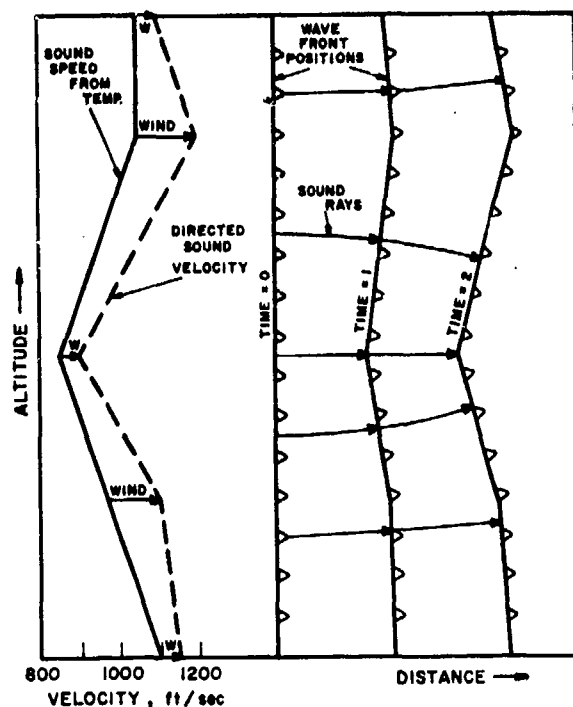 W
SOUND
SPEED
FROM
TEMP.
WIND
DIRECTED
SOUND
VELOCITY
W
WIND
W
ALTITUDE
800 1000 1200
VELOCITY, ft/sec
WAVE
FRONT
POSITIONS
SOUND
RAYS
TIME = 0
TIME = 1
TIME = 2
DISTANCE